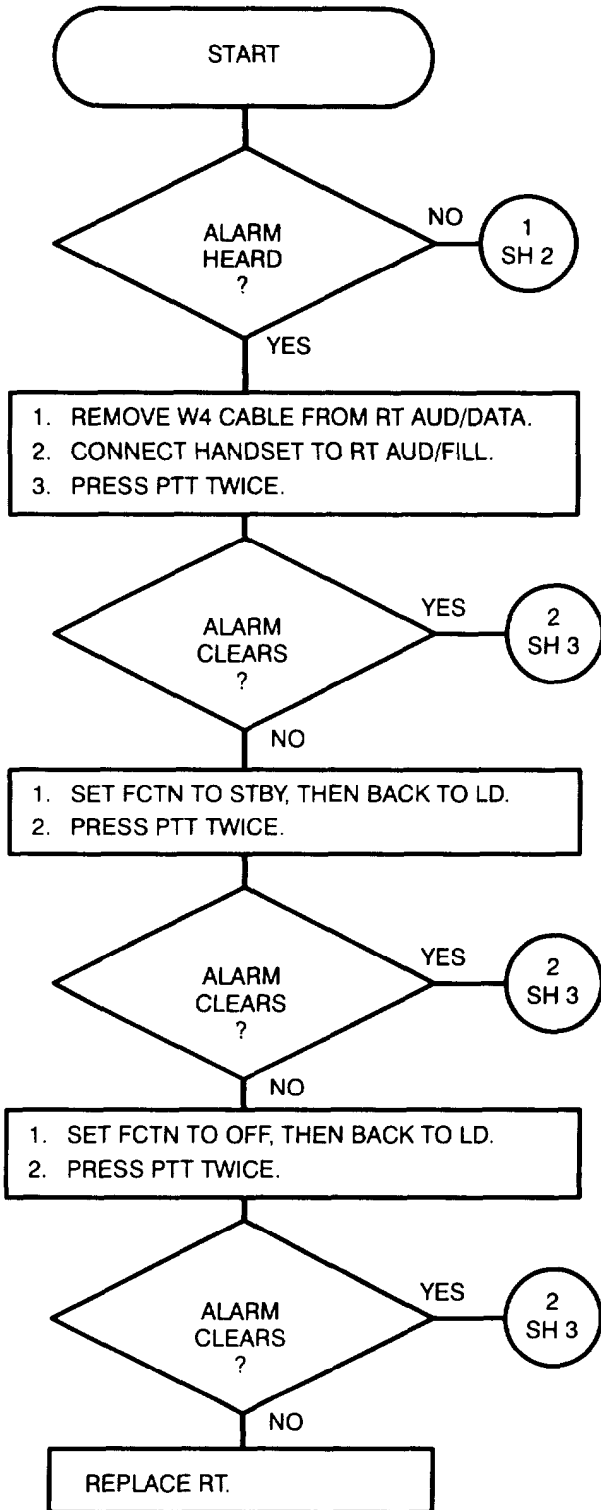 START
ALARM
HEARD
?
NO
1
SH 2
YES
1. REMOVE W4 CABLE FROM RT AUD/DATA.
2. CONNECT HANDSET TO RT AUD/FILL.
3. PRESS PTT TWICE.
ALARM
CLEARS
?
YES
2
SH 3
NO
1. SET FCTN TO STBY, THEN BACK TO LD.
2. PRESS PTT TWICE.
ALARM
CLEARS
?
YES
2
SH 3
NO
1. SET FCTN TO OFF, THEN BACK TO LD.
2. PRESS PTT TWICE.
ALARM
CLEARS
?
YES
2
SH 3
NO
REPLACE RT.